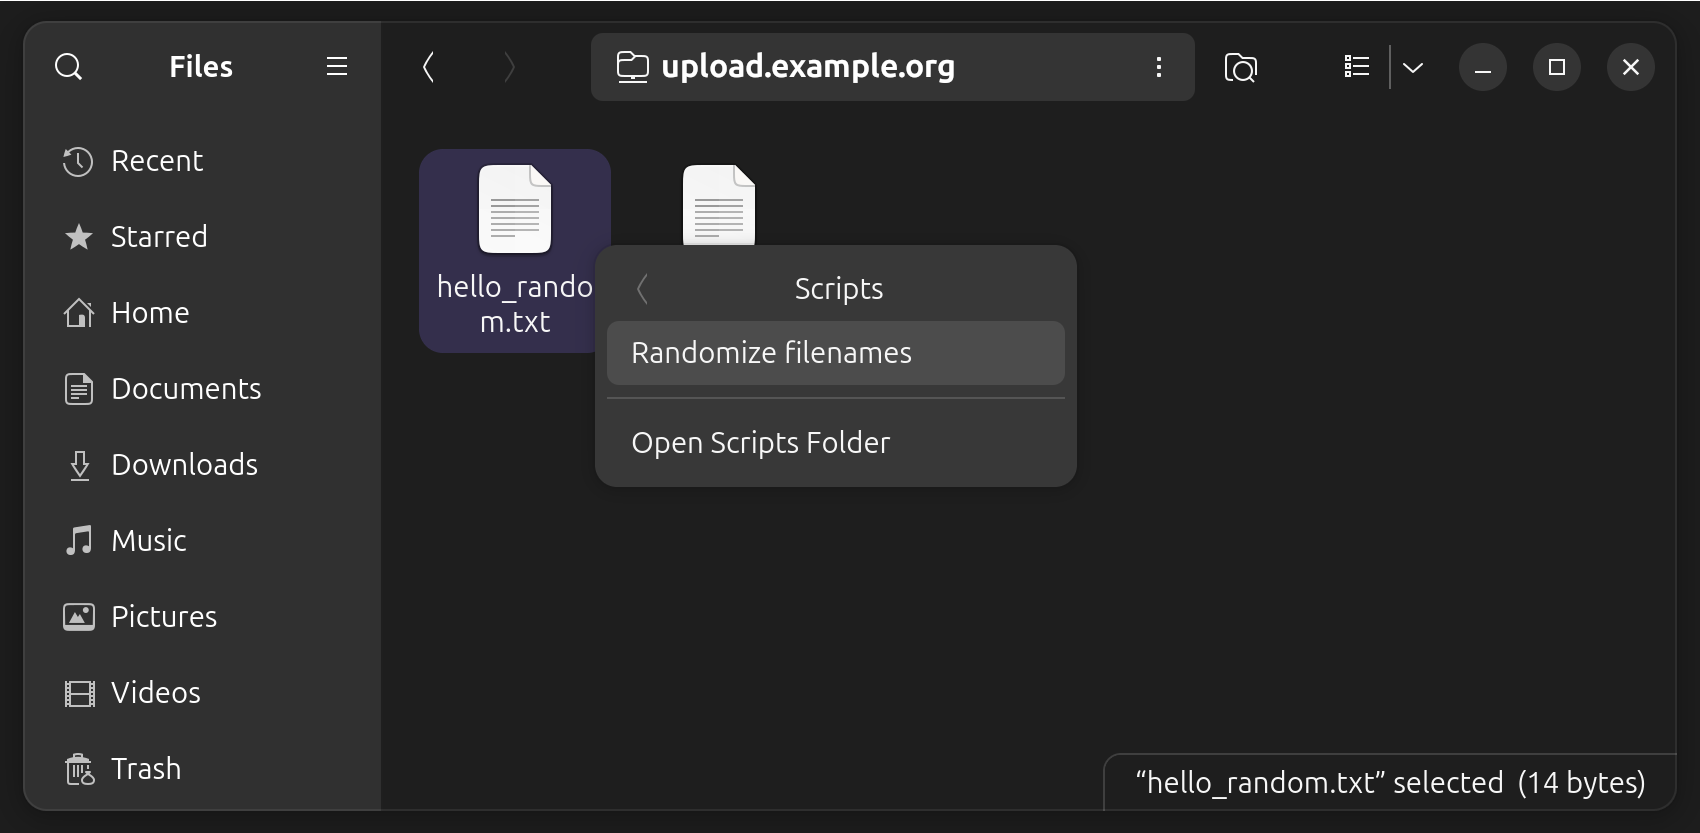 Files
upload.example.org
Recent
Starred
Home
Documents
Downloads
Music
Pictures
Videos
Trash
hello_rando
m.txt
Scripts
Randomize filenames
Open Scripts Folder
“hello_random.txt” selected (14 bytes)